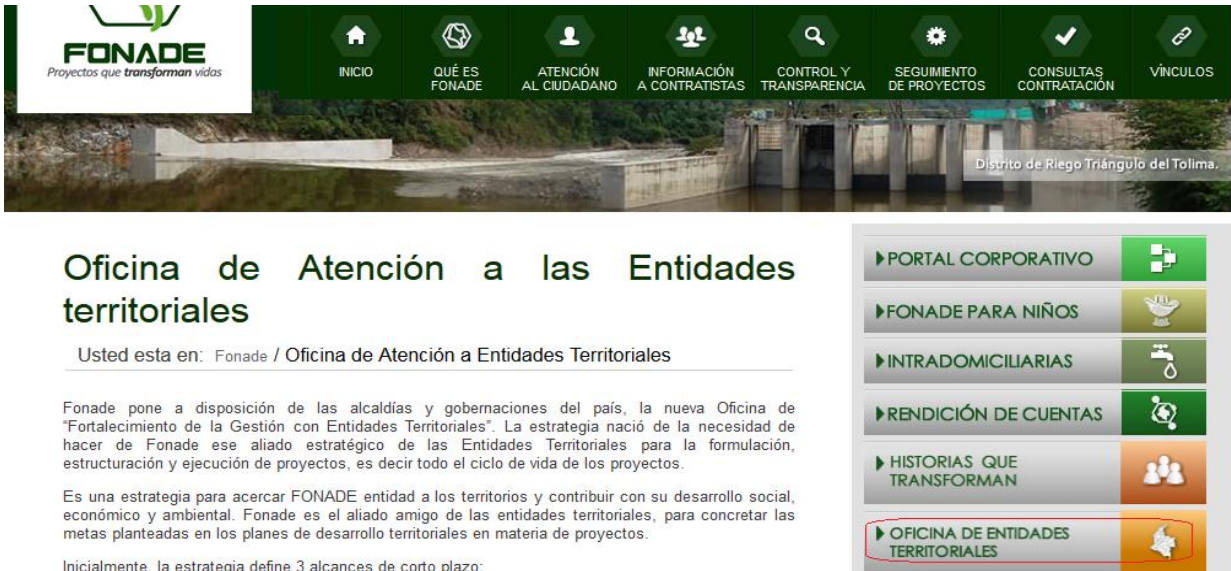 FONADE
Proyectos que transforman vidas
INICIO
QUÉ ES
FONADE
ATENCIÓN
AL CIUDADANO
INFORMACIÓN
A CONTRATISTAS
CONTROL Y
TRANSPARENCIA
SEGUIMIENTO
DE PROYECTOS
CONSULTAS
CONTRATACIÓN
VÍNCULOS
Distrito de Riego Triángulo del Tolima.
Oficina de Atención a las Entidades
territoriales
Usted esta en: Fonade / Oficina de Atención a Entidades Territoriales
Fonade pone a disposición de las alcaldías y gobernaciones del país, la nueva Oficina de
“Fortalecimiento de la Gestión con Entidades Territoriales”. La estrategia nació de la necesidad de
hacer de Fonade ese aliado estratégico de las Entidades Territoriales para la formulación,
estructuración y ejecución de proyectos, es decir todo el ciclo de vida de los proyectos.
Es una estrategia para acercar FONADE entidad a los territorios y contribuir con su desarrollo social,
económico y ambiental. Fonade es el aliado amigo de las entidades territoriales, para concretar las
metas planteadas en los planes de desarrollo territoriales en materia de proyectos.
Inicialmente, la estrategia define 3 alcances de corto plazo:
PORTAL CORPORATIVO
FONADE PARA NIÑOS
INTRADOMICILIARIAS
RENDICIÓN DE CUENTAS
HISTORIAS QUE
TRANSFORMAN
OFICINA DE ENTIDADES
TERRITORIALES